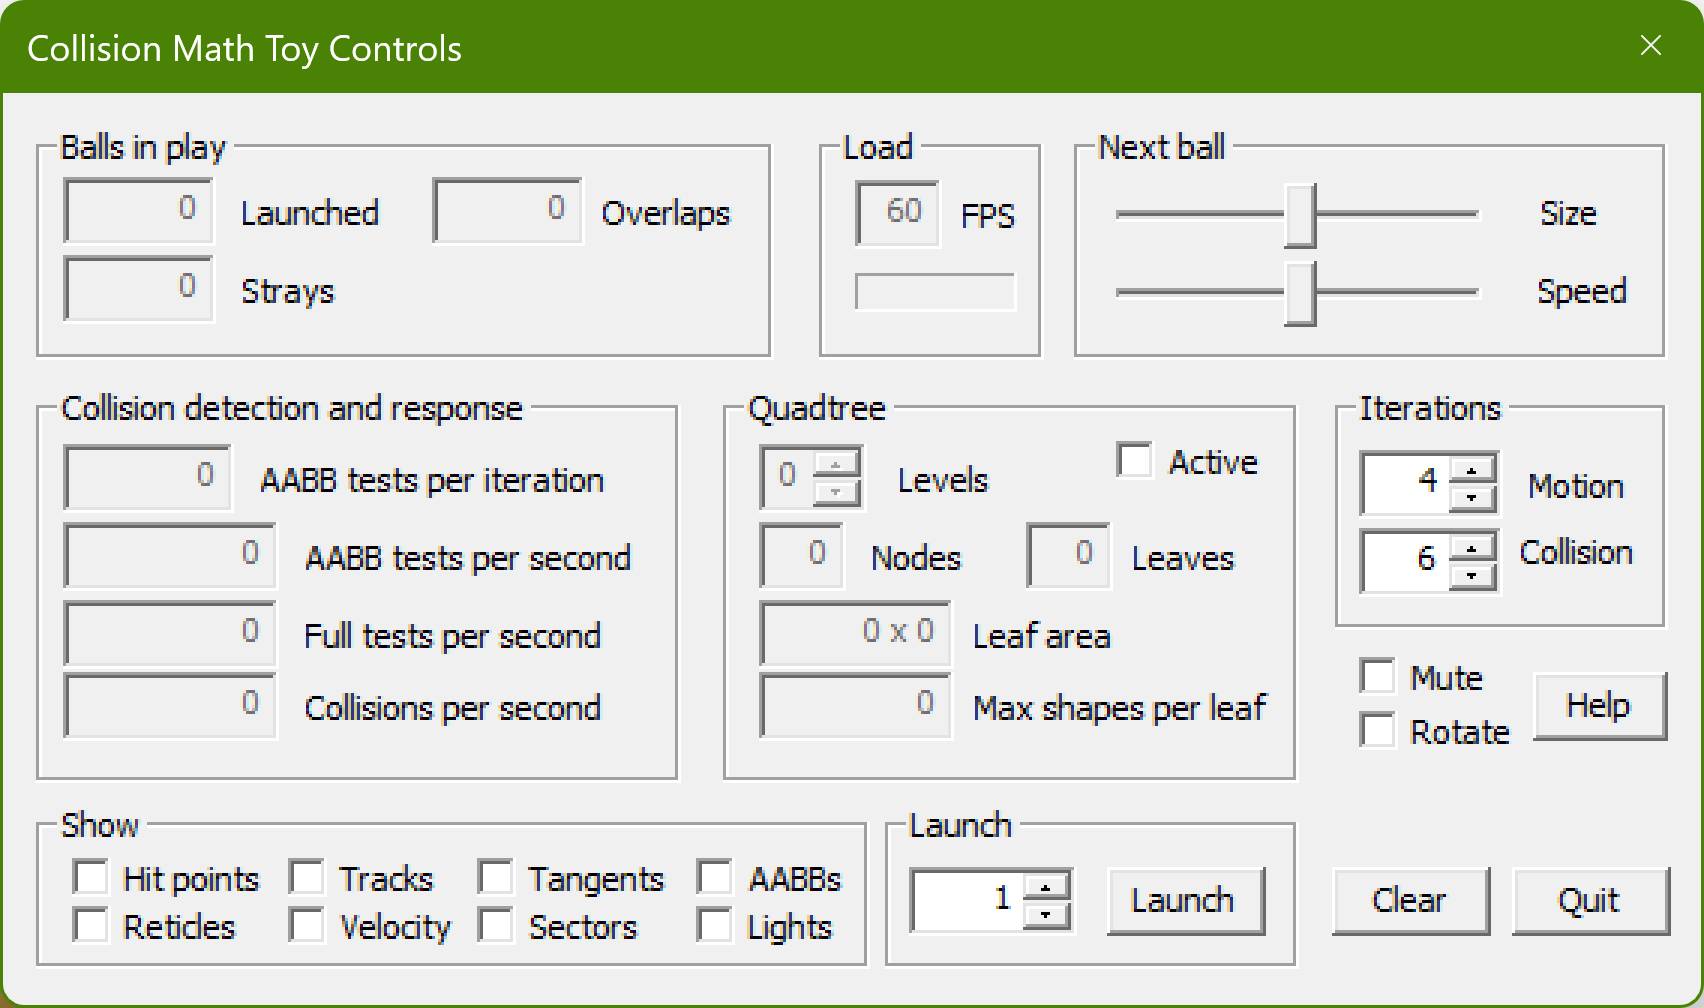 Collision Math Toy Controls
Balls in play
0 Launched 0 Overlaps
0 Strays
Load
60 FPS
Next ball
Size
Speed
Collision detection and response
0 AABB tests per iteration
0 AABB tests per second
0 Full tests per second
0 Collisions per second
Quadtree
0 Levels Active
0 Nodes 0 Leaves
0 x 0 Leaf area
0 Max shapes per leaf
Iterations
4 Motion
6 Collision
Mute
Rotate
Help
Show
Hit points Tracks Tangents AABBs
Reticles Velocity Sectors Lights
Launch
1 Launch
Clear Quit